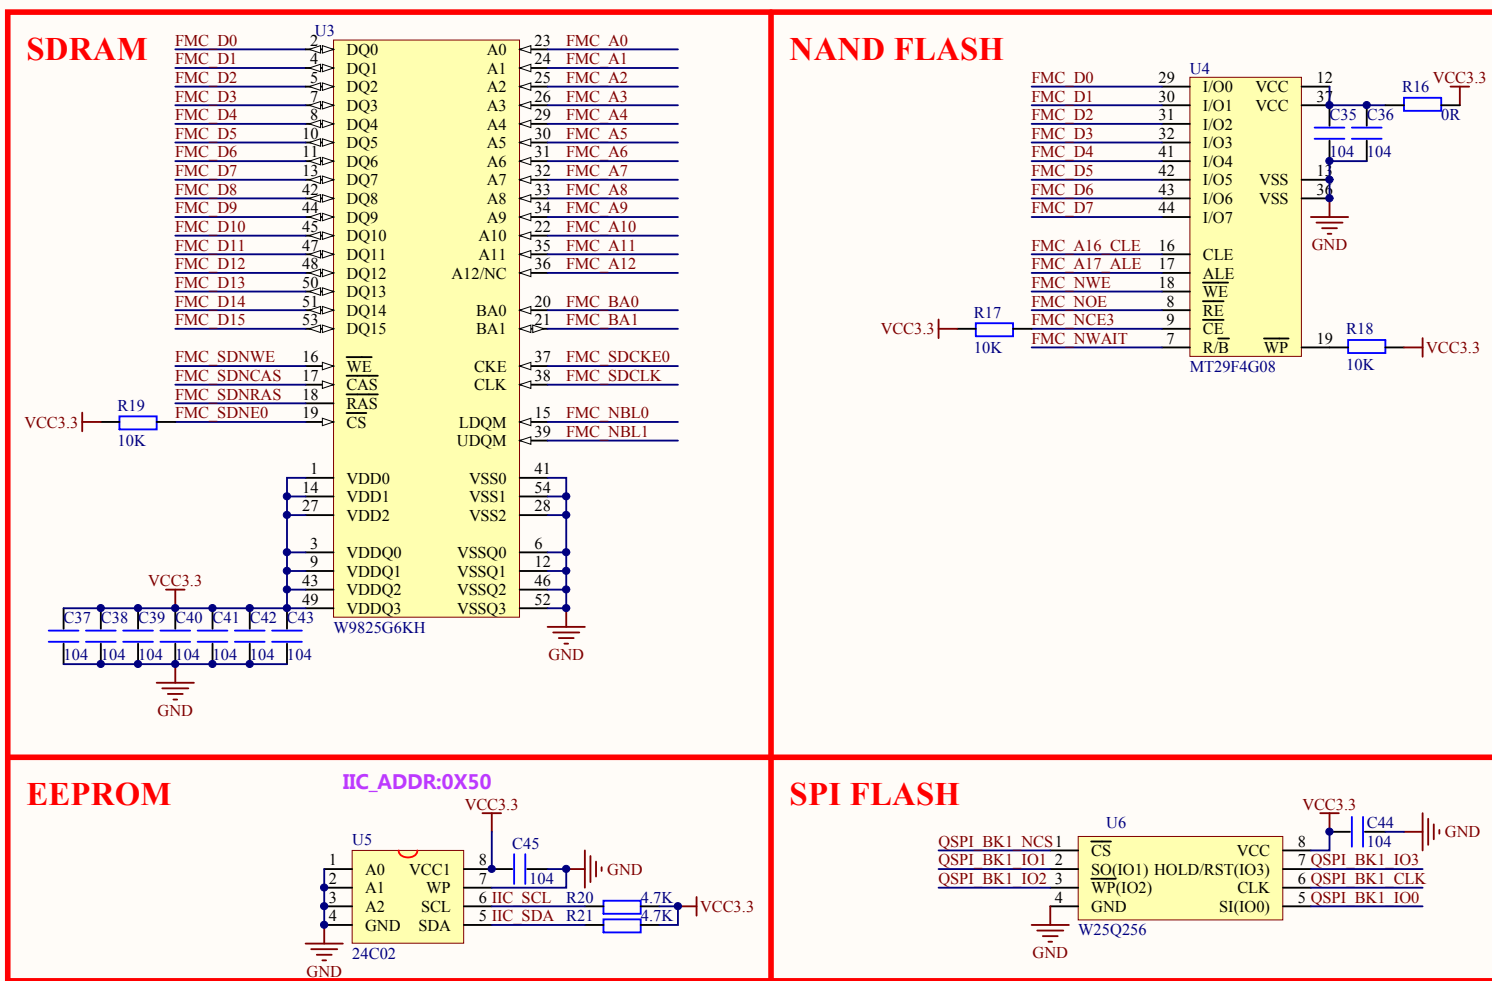 SDRAM
U3
FMC_D0 2 DQ0 A0 23 FMC_A0
FMC_D1 4 DQ1 A1 24 FMC_A1
FMC_D2 5 DQ2 A2 25 FMC_A2
FMC_D3 7 DQ3 A3 26 FMC_A3
FMC_D4 8 DQ4 A4 29 FMC_A4
FMC_D5 10 DQ5 A5 30 FMC_A5
FMC_D6 11 DQ6 A6 31 FMC_A6
FMC_D7 13 DQ7 A7 32 FMC_A7
FMC_D8 42 DQ8 A8 33 FMC_A8
FMC_D9 44 DQ9 A9 34 FMC_A9
FMC_D10 45 DQ10 A10 22 FMC_A10
FMC_D11 47 DQ11 A11 35 FMC_A11
FMC_D12 48 DQ12 A12/NC 36 FMC_A12
FMC_D13 50 DQ13
FMC_D14 51 DQ14 BA0 20 FMC_BA0
FMC_D15 53 DQ15 BA1 21 FMC_BA1
FMC_SDNWE 16 WE CKE 37 FMC_SDCKE0
FMC_SDNCAS 17 CAS CLK 38 FMC_SDCLK
FMC_SDNRAS 18 RAS
VCC3.3 R19 10K FMC_SDNE0 19 CS LDQM 15 FMC_NBL0
UDQM 39 FMC_NBL1
1 VDD0 VSS0 41
14 VDD1 VSS1 54
27 VDD2 VSS2 28
3 VDDQ0 VSSQ0 6
9 VDDQ1 VSSQ1 12
43 VDDQ2 VSSQ2 46
49 VDDQ3 VSSQ3 52
W9825G6KH
GND
VCC3.3
C37 C38 C39 C40 C41 C42 C43
104 104 104 104 104 104 104
GND
NAND FLASH
U4
FMC_D0 29 I/O0 VCC 12
FMC_D1 30 I/O1 VCC 37
FMC_D2 31 I/O2
FMC_D3 32 I/O3
FMC_D4 41 I/O4
FMC_D5 42 I/O5 VSS 13
FMC_D6 43 I/O6 VSS 36
FMC_D7 44 I/O7
R16 VCC3.3
0R
C35 C36
104 104
GND
FMC_A16_CLE 16 CLE
FMC_A17_ALE 17 ALE
FMC_NWE 18 WE
FMC_NOE 8 RE
VCC3.3 R17 10K FMC_NCE3 9 CE
FMC_NWAIT 7 R/B WP 19 R18 10K VCC3.3
MT29F4G08
EEPROM
IIC_ADDR:0X50
VCC3.3
U5
C45
104
GND
1 A0 VCC1 8
2 A1 WP 7
3 A2 SCL 6 IIC_SCL R20 4.7K
4 GND SDA 5 IIC_SDA R21 4.7K
VCC3.3
24C02
GND
SPI FLASH
VCC3.3
U6
C44
104
GND
QSPI_BK1_NCS 1 CS VCC 8
QSPI_BK1_IO1 2 SO(IO1) HOLD/RST(IO3) 7 QSPI_BK1_IO3
QSPI_BK1_IO2 3 WP(IO2) CLK 6 QSPI_BK1_CLK
4 GND SI(IO0) 5 QSPI_BK1_IO0
W25Q256
GND